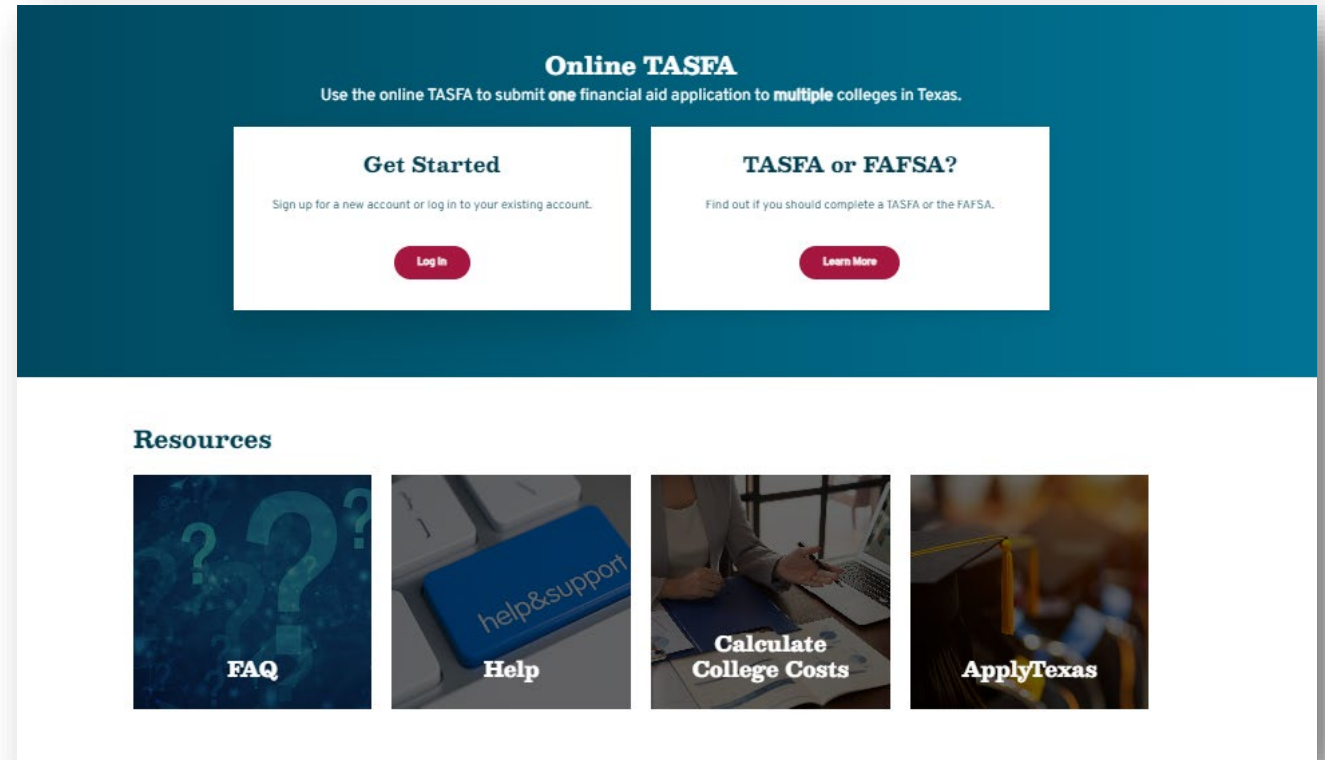 Online TASFA
Use the online TASFA to submit one financial aid application to multiple colleges in Texas.
Get Started
Sign up for a new account or log in to your existing account.
Log In
TASFA or FAFSA?
Find out if you should complete a TASFA or the FAFSA.
Learn More
Resources
? ? ?
FAQ
help&support
Help
Calculate
College Costs
ApplyTexas